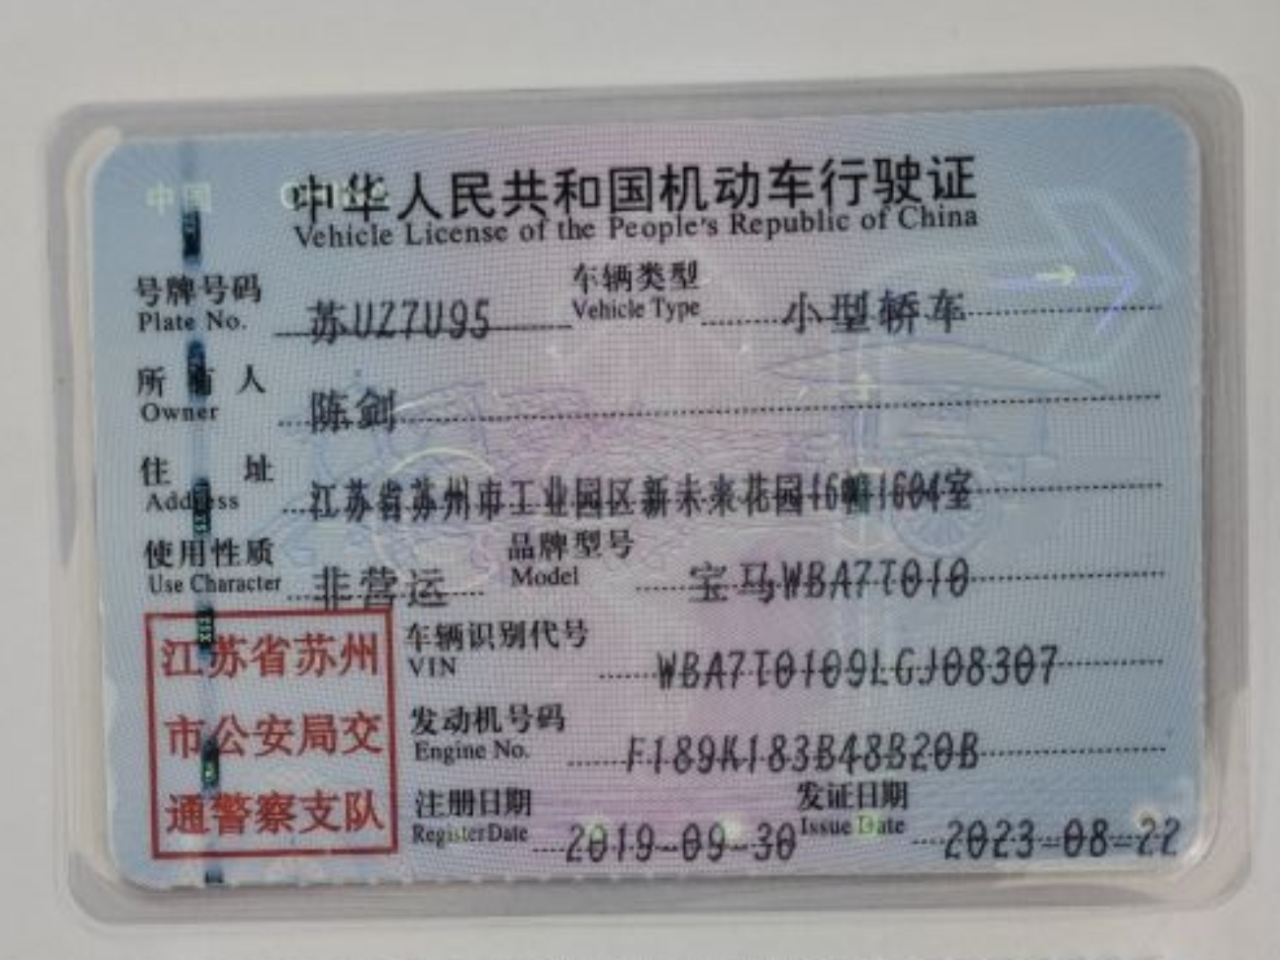 中国
中华人民共和国机动车行驶证
Vehicle License of the People's Republic of China
号牌号码 苏UZ7U95 车辆类型 小型轿车
Plate No. Vehicle Type
所有人 陈剑
Owner
住址 江苏省苏州市工业园区新未来花园16幢1604室
Address
使用性质 非营运 品牌型号 宝马WBA7T010
Use Character Model
江苏省苏州
市公安局交
通警察支队
车辆识别代号 WBA7T0109LGJ08307
VIN
发动机号码 F189K183B48B20B
Engine No.
注册日期 2019-09-30 发证日期 2023-08-22
Register Date Issue Date